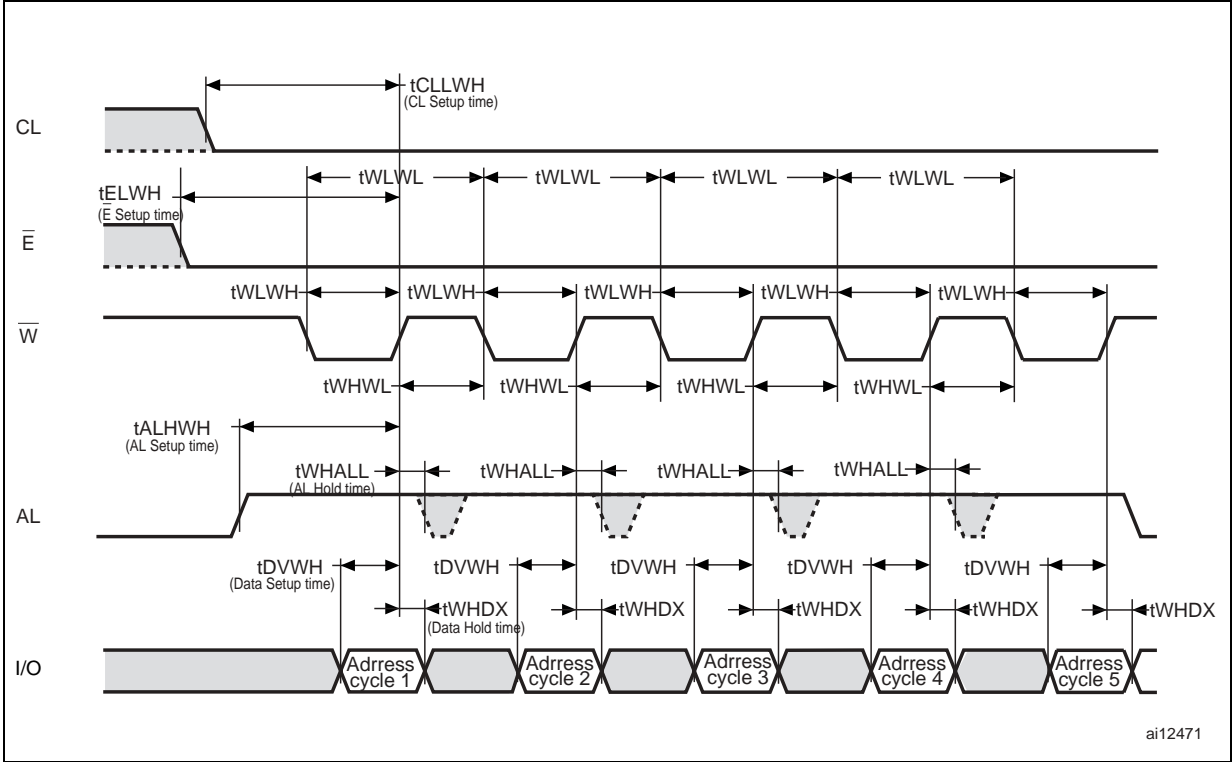 tCLLWH
(CL Setup time)
CL
tWLWL tWLWL tWLWL tWLWL
tELWH
(E Setup time)
E
tWLWH tWLWH tWLWH tWLWH tWLWH
W
tWHWL tWHWL tWHWL tWHWL
tALHWH
(AL Setup time)
tWHALL tWHALL tWHALL tWHALL
(AL Hold time)
AL
tDVWH tDVWH tDVWH tDVWH tDVWH
(Data Setup time)
tWHDX tWHDX tWHDX tWHDX tWHDX
(Data Hold time)
I/O
Adrress Adrress Adrress Adrress Adrress
cycle 1 cycle 2 cycle 3 cycle 4 cycle 5
ai12471